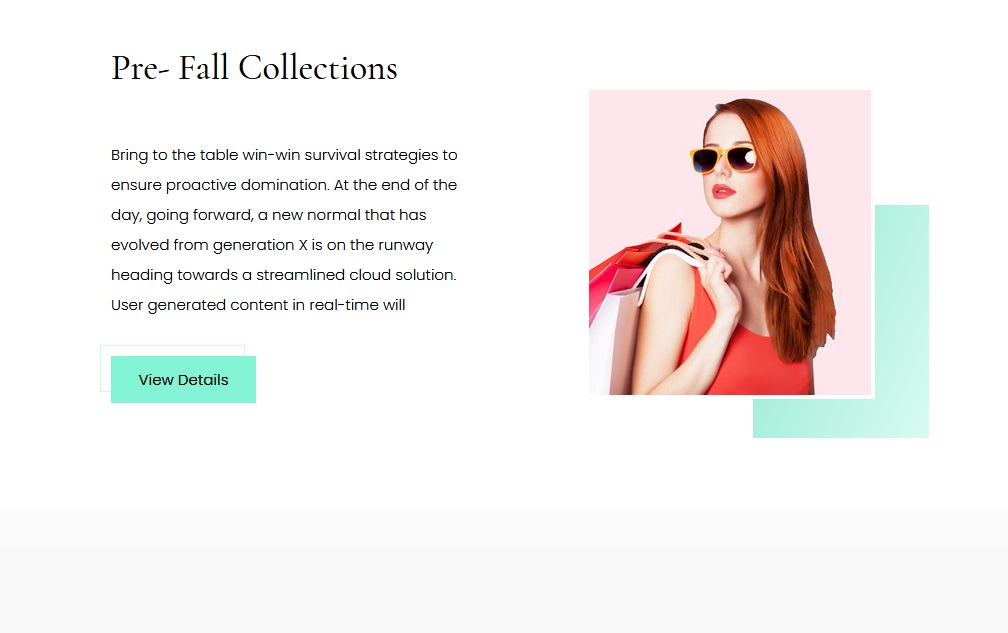 Pre- Fall Collections
Bring to the table win-win survival strategies to
ensure proactive domination. At the end of the
day, going forward, a new normal that has
evolved from generation X is on the runway
heading towards a streamlined cloud solution.
User generated content in real-time will
View Details